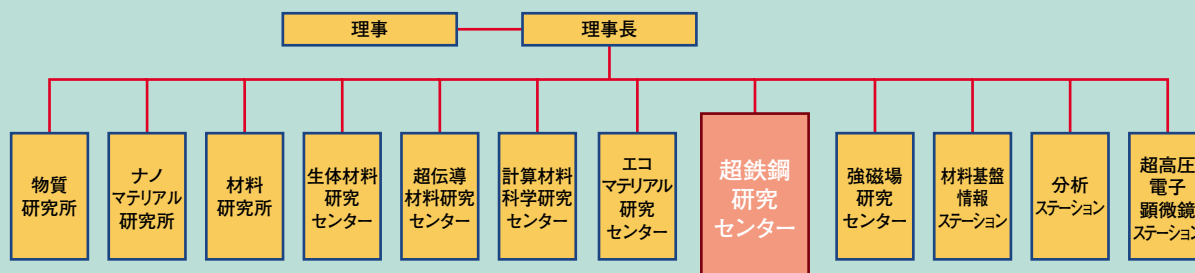 理事
理事長
物質
研究所
ナノ
マテリアル
研究所
材料
研究所
生体材料
研究
センター
超伝導
材料研究
センター
計算材料
科学研究
センター
エコ
マテリアル
研究
センター
超鉄鋼
研究
センター
強磁場
研究
センター
材料基盤
情報
ステーション
分析
ステーション
超高圧
電子
顕微鏡
ステーション